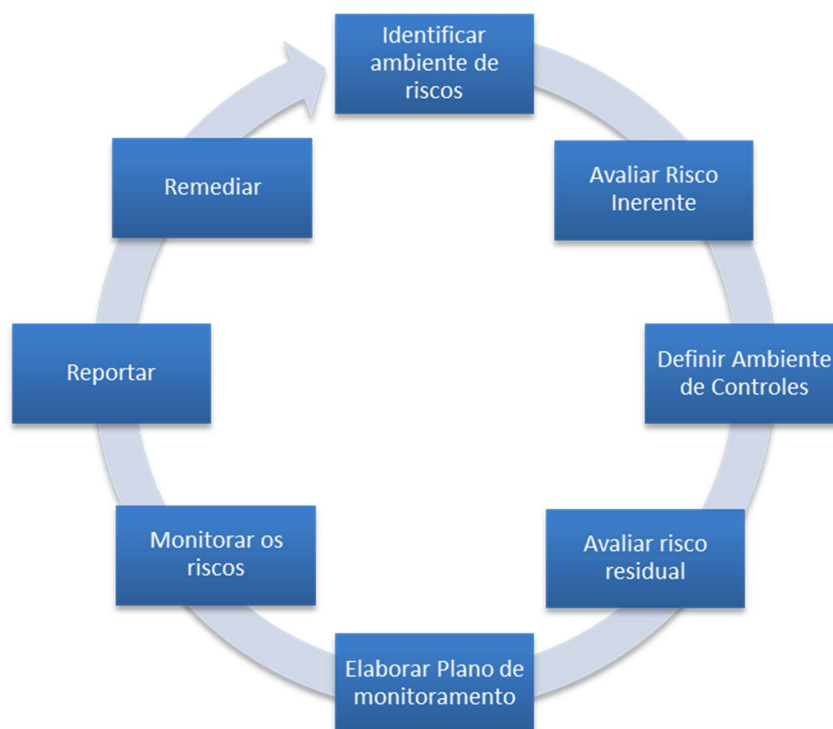 Identificar
ambiente de
riscos
Avaliar Risco
Inerente
Definir Ambiente
de Controles
Avaliar risco
residual
Elaborar Plano de
monitoramento
Monitorar os
riscos
Reportar
Remediar